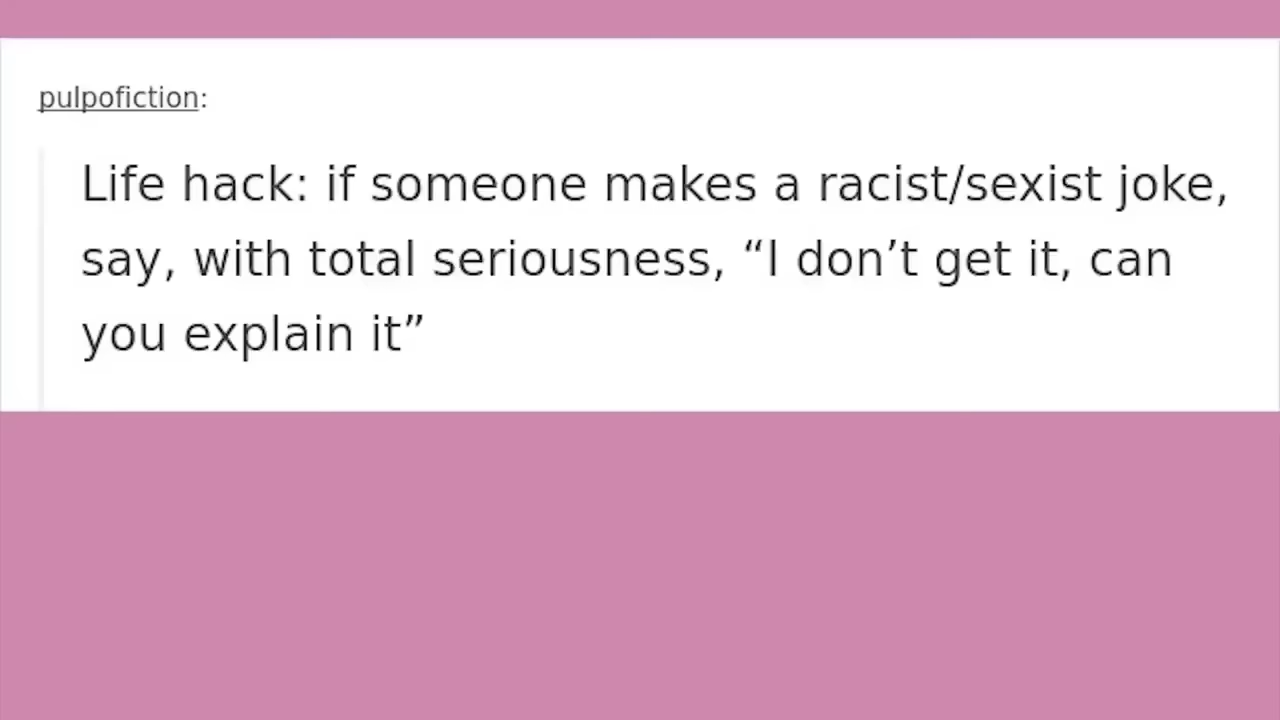 pulpofiction:
Life hack: if someone makes a racist/sexist joke,
say, with total seriousness, “I don’t get it, can
you explain it”